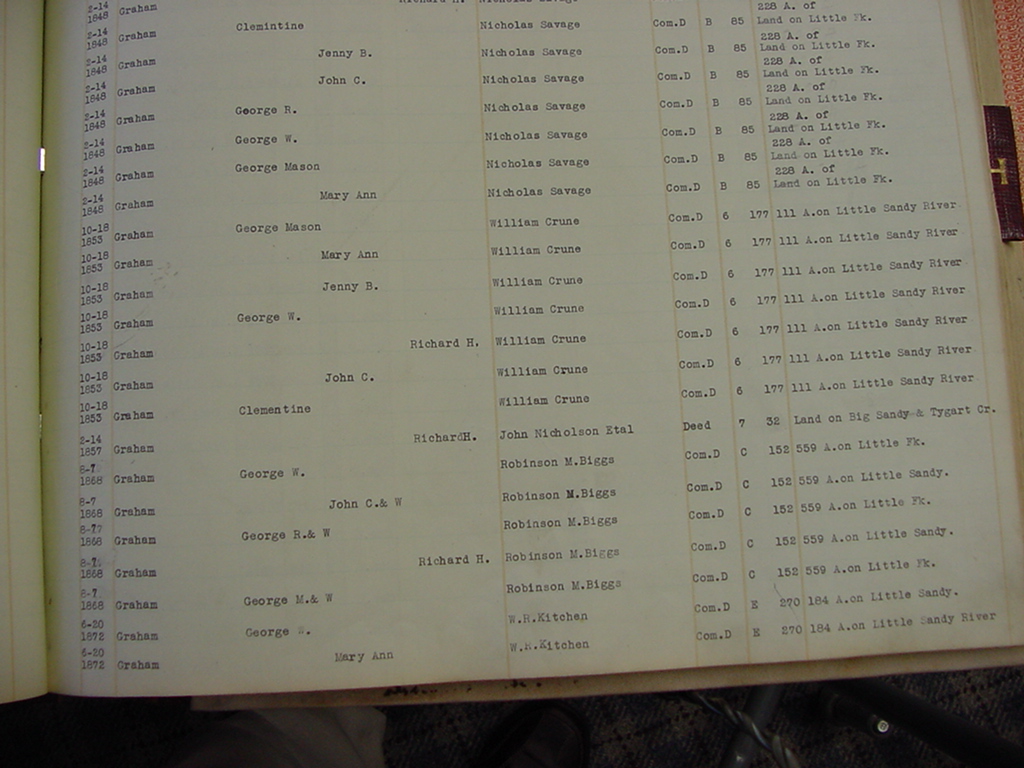 2-14
1848 Graham Richard H. Nicholas Savage
2-14 228 A. of
1848 Graham Clemintine Nicholas Savage Com.D B 85 Land on Little Fk.
2-14 228 A. of
1848 Graham Jenny B. Nicholas Savage Com.D B 85 Land on Little Fk.
2-14 228 A. of
1848 Graham John C. Nicholas Savage Com.D B 85 Land on Little Fk.
2-14 228 A. of
1848 Graham George R. Nicholas Savage Com.D B 85 Land on Little Fk.
2-14 228 A. of
1848 Graham George W. Nicholas Savage Com.D B 85 Land on Little Fk.
2-14 228 A. of
1848 Graham George Mason Nicholas Savage Com.D B 85 Land on Little Fk.
2-14 228 A. of
1848 Graham Mary Ann Nicholas Savage Com.D B 85 Land on Little Fk.
10-18
1853 Graham George Mason William Crune Com.D 6 177 111 A.on Little Sandy River
10-18
1853 Graham Mary Ann William Crune Com.D 6 177 111 A.on Little Sandy River
10-18
1853 Graham Jenny B. William Crune Com.D 6 177 111 A.on Little Sandy River
10-18
1853 Graham George W. William Crune Com.D 6 177 111 A.on Little Sandy River
10-18
1853 Graham Richard H. William Crune Com.D 6 177 111 A.on Little Sandy River
10-18
1853 Graham John C. William Crune Com.D 6 177 111 A.on Little Sandy River
10-18
1853 Graham Clementine William Crune Com.D 6 177 111 A.on Little Sandy River
2-14
1857 Graham RichardH. John Nicholson Etal Deed 7 32 Land on Big Sandy & Tygart Cr.
8-7
1868 Graham George W. Robinson M.Biggs Com.D C 152 559 A.on Little Fk.
8-7
1868 Graham John C.& W Robinson M.Biggs Com.D C 152 559 A.on Little Sandy.
8-7
1868 Graham George R.& W Robinson M.Biggs Com.D C 152 559 A.on Little Fk.
8-7
1868 Graham Richard H. Robinson M.Biggs Com.D C 152 559 A.on Little Sandy.
8-7
1868 Graham George M.& W Robinson M.Biggs Com.D C 152 559 A.on Little Fk.
6-20
1872 Graham George W. W.R.Kitchen Com.D E 270 184 A.on Little Sandy.
6-20
1872 Graham Mary Ann W.R.Kitchen Com.D E 270 184 A.on Little Sandy River